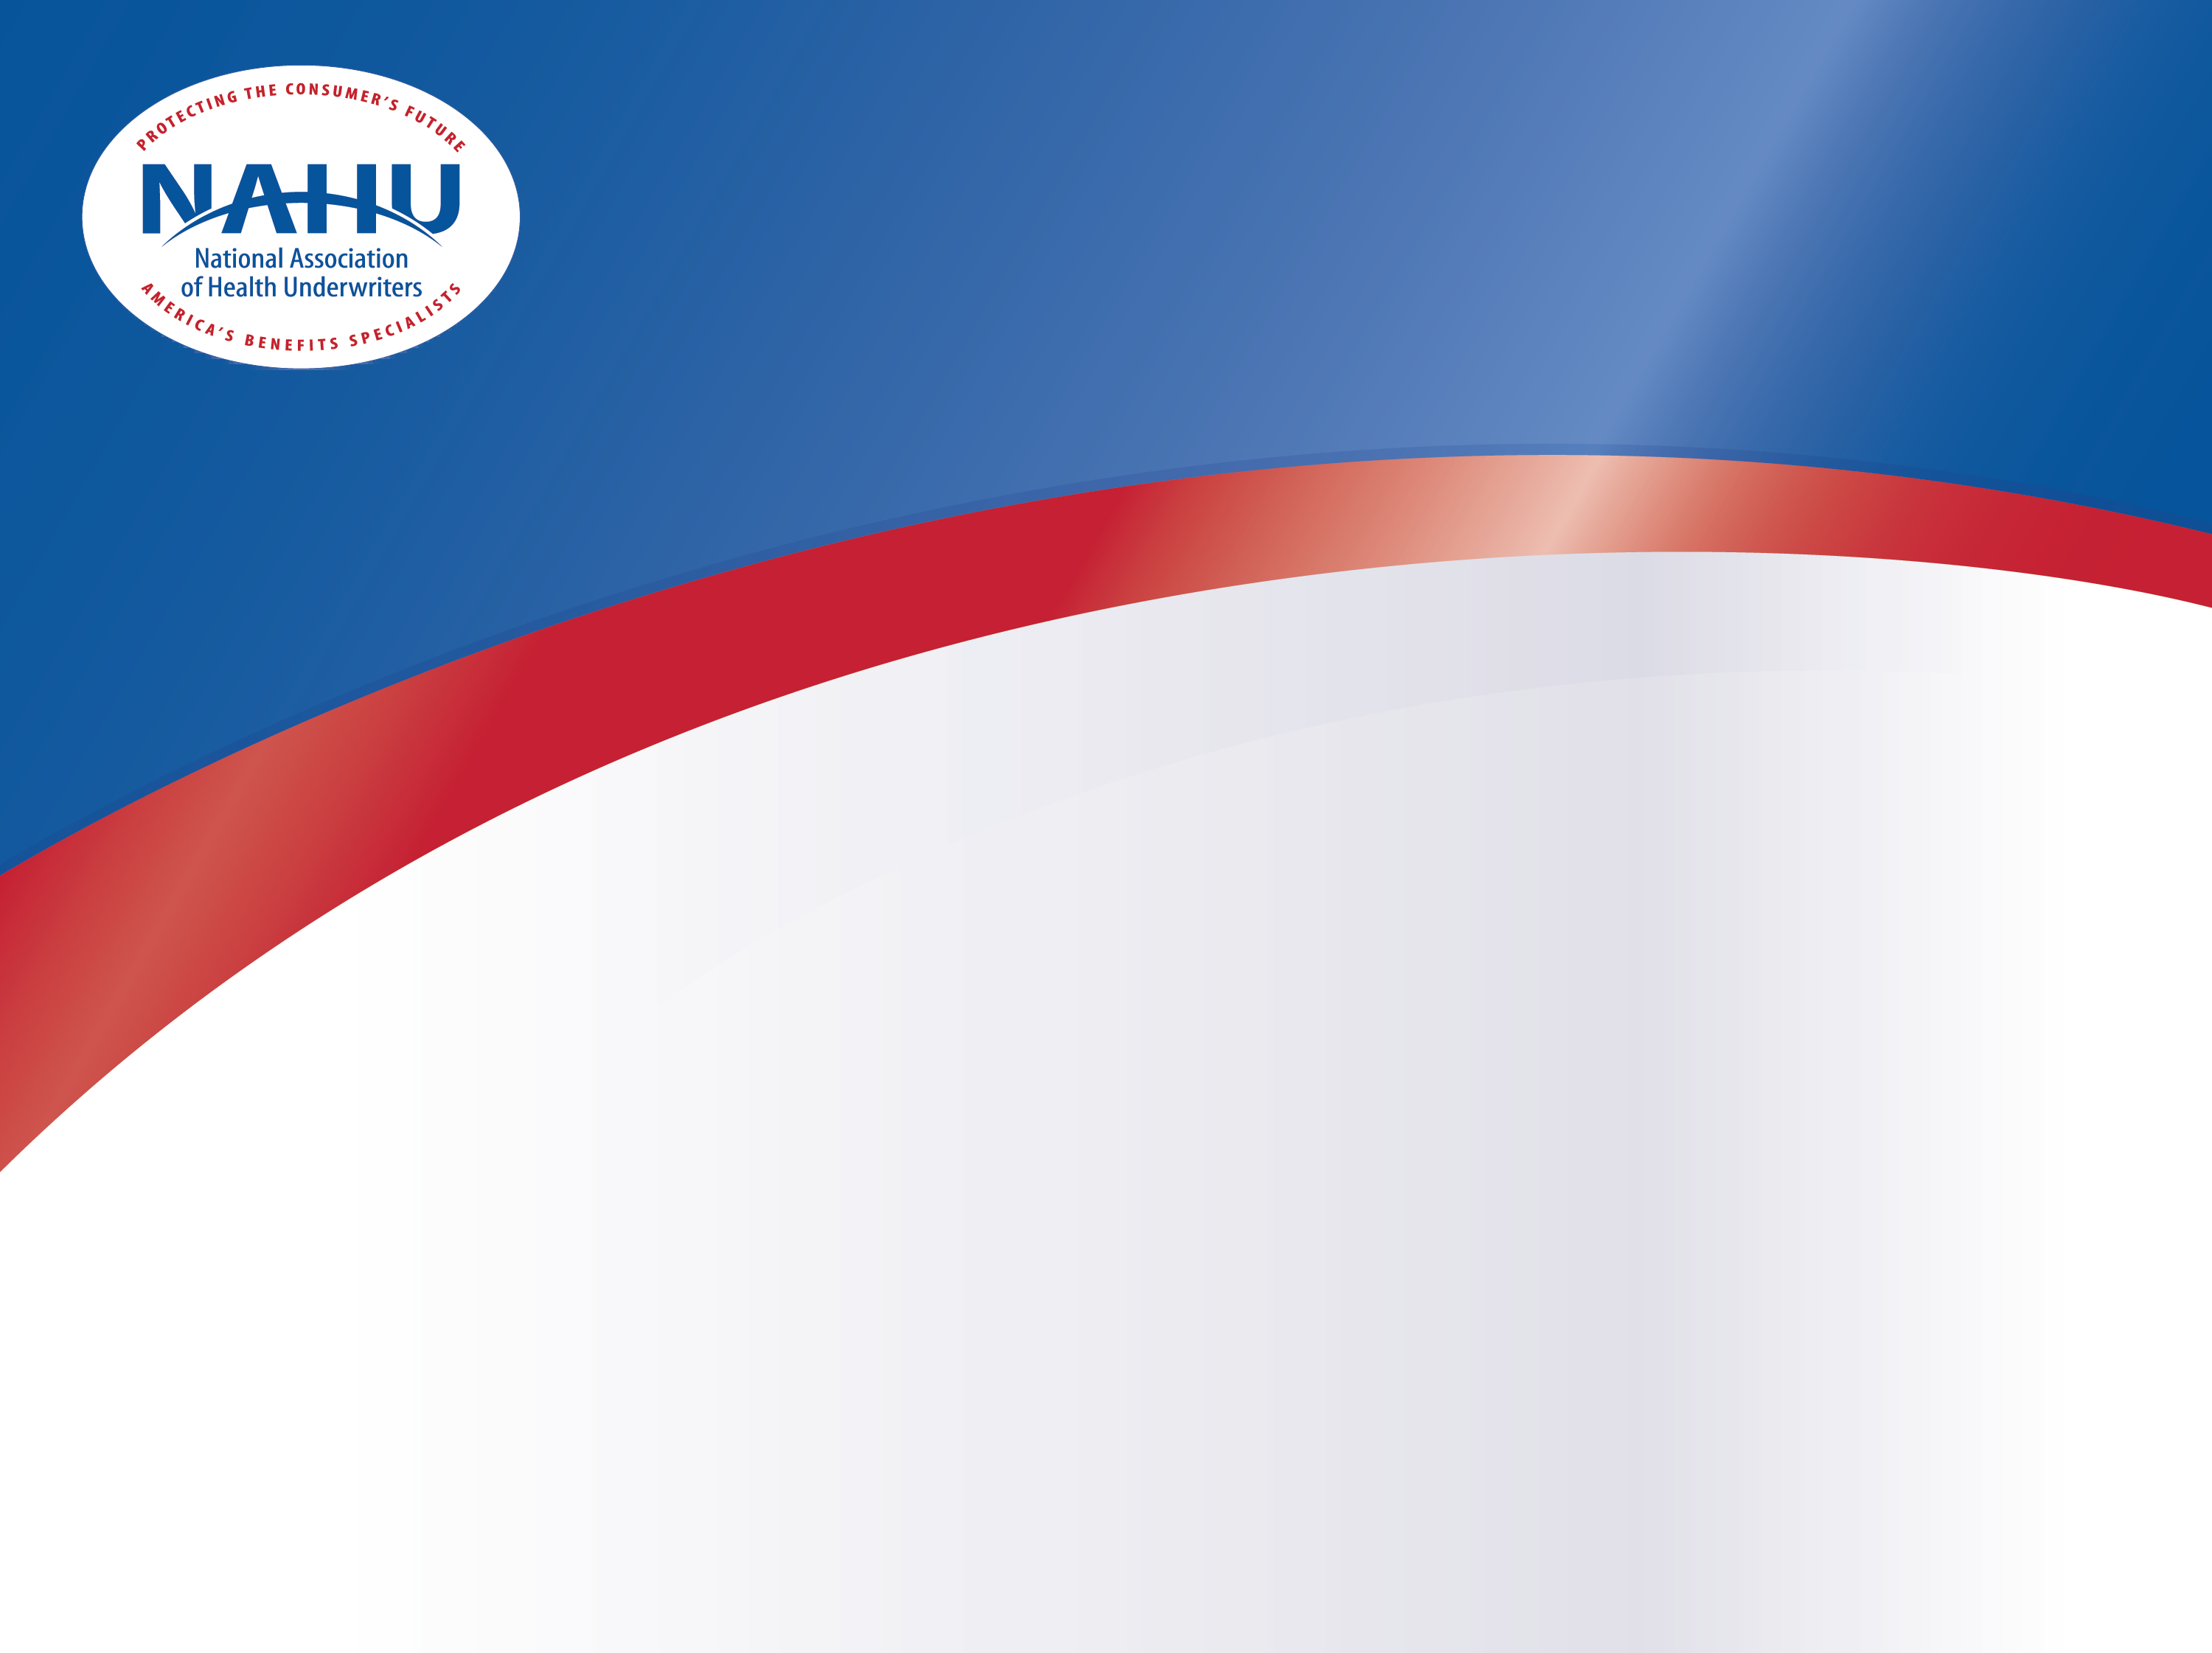 PROTECTING THE CONSUMER'S FUTURE
NAHU
National Association
of Health Underwriters
AMERICA'S BENEFITS SPECIALISTS